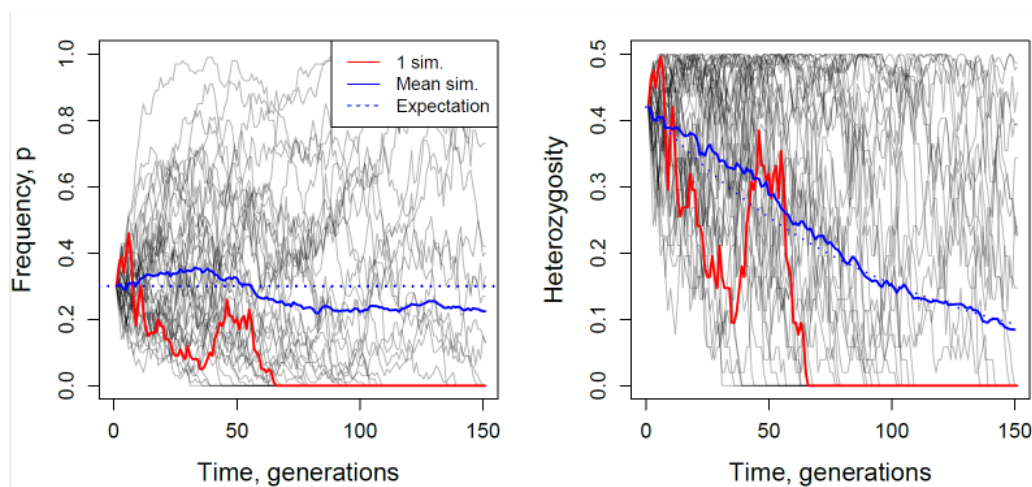 Frequency, p
1.0
0.8
0.6
0.4
0.2
0.0
1 sim.
Mean sim.
Expectation
0
50
100
150
Time, generations
Heterozygosity
0.5
0.4
0.3
0.2
0.1
0.0
0
50
100
150
Time, generations